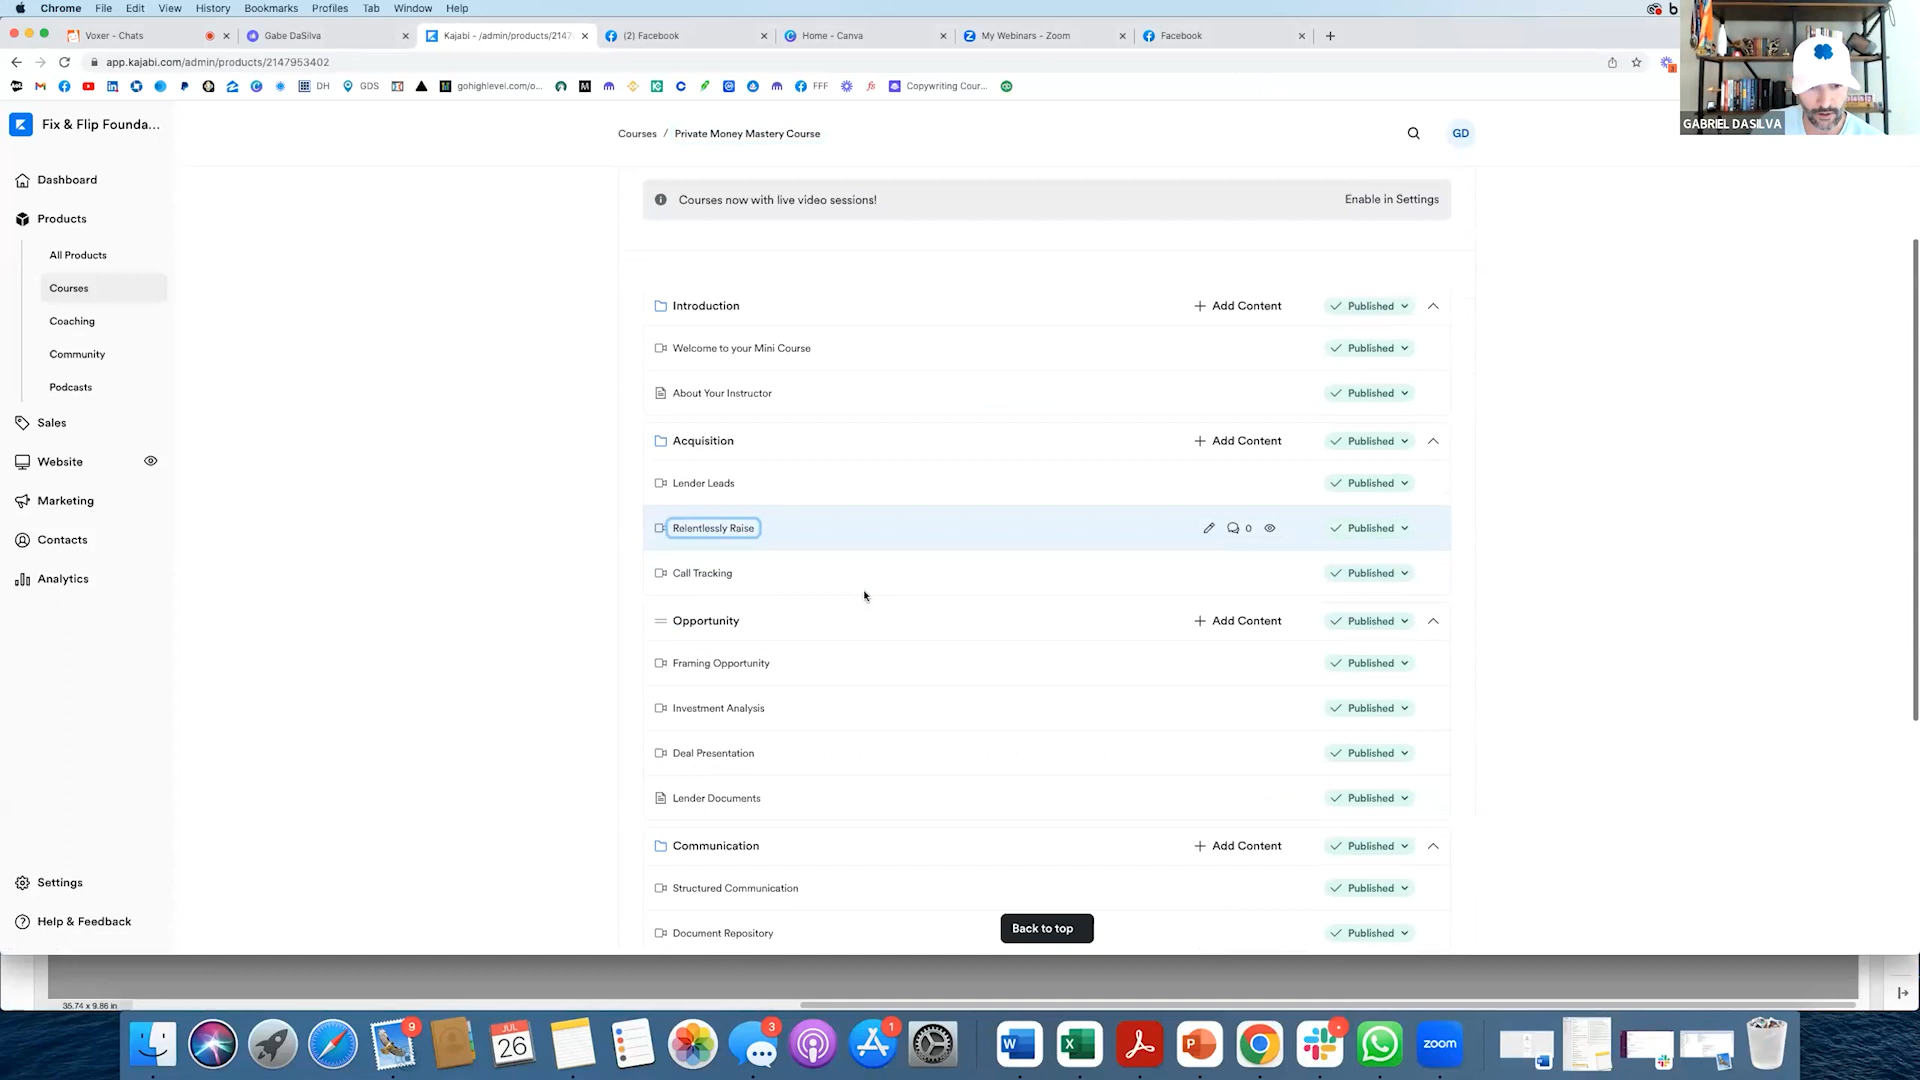 Chrome File Edit View History Bookmarks Profiles Tab Window Help
Voxer - Chats
Gabe DaSilva
Kajabi - /admin/products/2147
(2) Facebook
Home - Canva
My Webinars - Zoom
Facebook
app.kajabi.com/admin/products/2147953402
DH
GDS
gohighlevel.com/o...
FFF
Copywriting Cour...
GABRIEL DASILVA
Fix & Flip Founda...
Courses / Private Money Mastery Course
GD
Dashboard
Products
All Products
Courses
Coaching
Community
Podcasts
Sales
Website
Marketing
Contacts
Analytics
Settings
Help & Feedback
Courses now with live video sessions! Enable in Settings
Introduction + Add Content Published
Welcome to your Mini Course Published
About Your Instructor Published
Acquisition + Add Content Published
Lender Leads Published
Relentlessly Raise 0 Published
Call Tracking Published
Opportunity + Add Content Published
Framing Opportunity Published
Investment Analysis Published
Deal Presentation Published
Lender Documents Published
Communication + Add Content Published
Structured Communication Published
Document Repository Published
Back to top
35.74 x 9.86 in
9
JUL
26
3
1
zoom